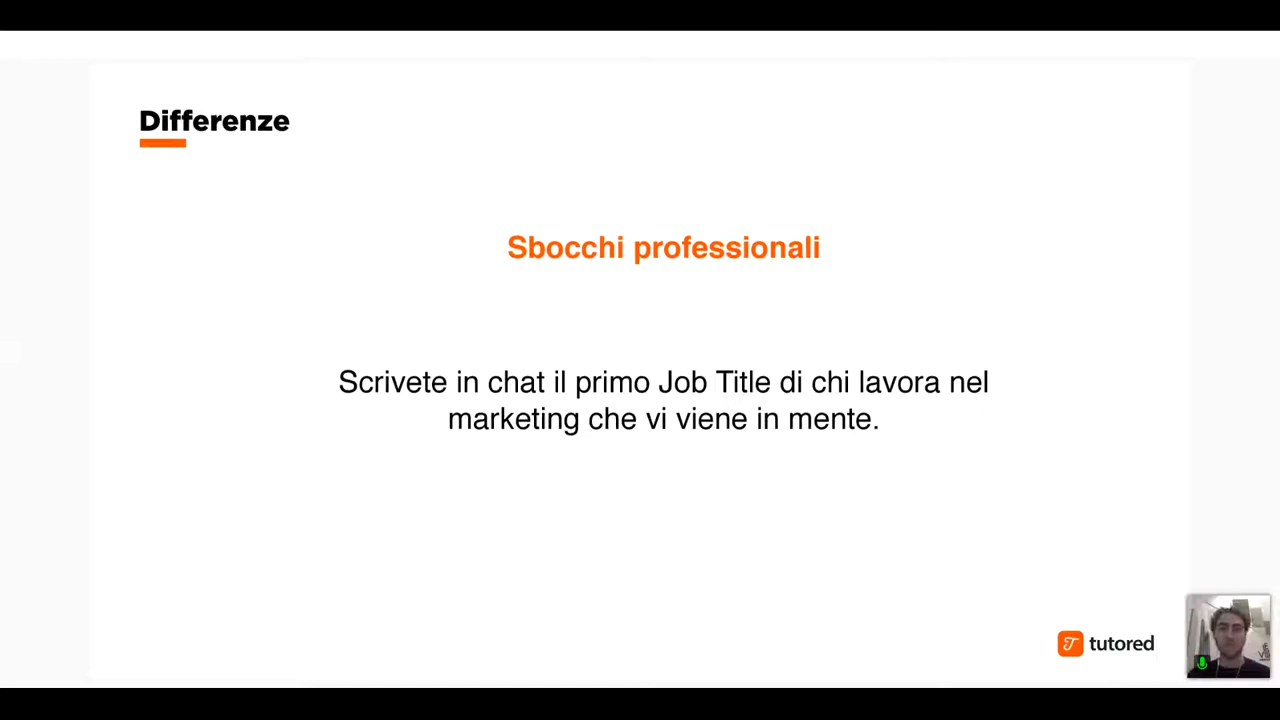 Differenze
Sbocchi professionali
Scrivete in chat il primo Job Title di chi lavora nel
marketing che vi viene in mente.
tutored